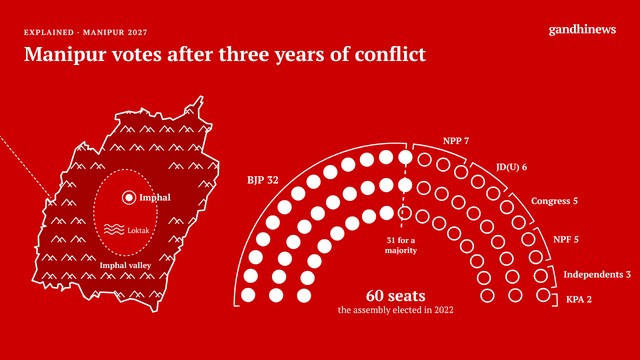 EXPLAINED · MANIPUR 2027
gandhinews
Manipur votes after three years of conflict
Imphal
Loktak
Imphal valley
BJP 32
NPP 7
JD(U) 6
Congress 5
NPF 5
Independents 3
KPA 2
31 for a
majority
60 seats
the assembly elected in 2022